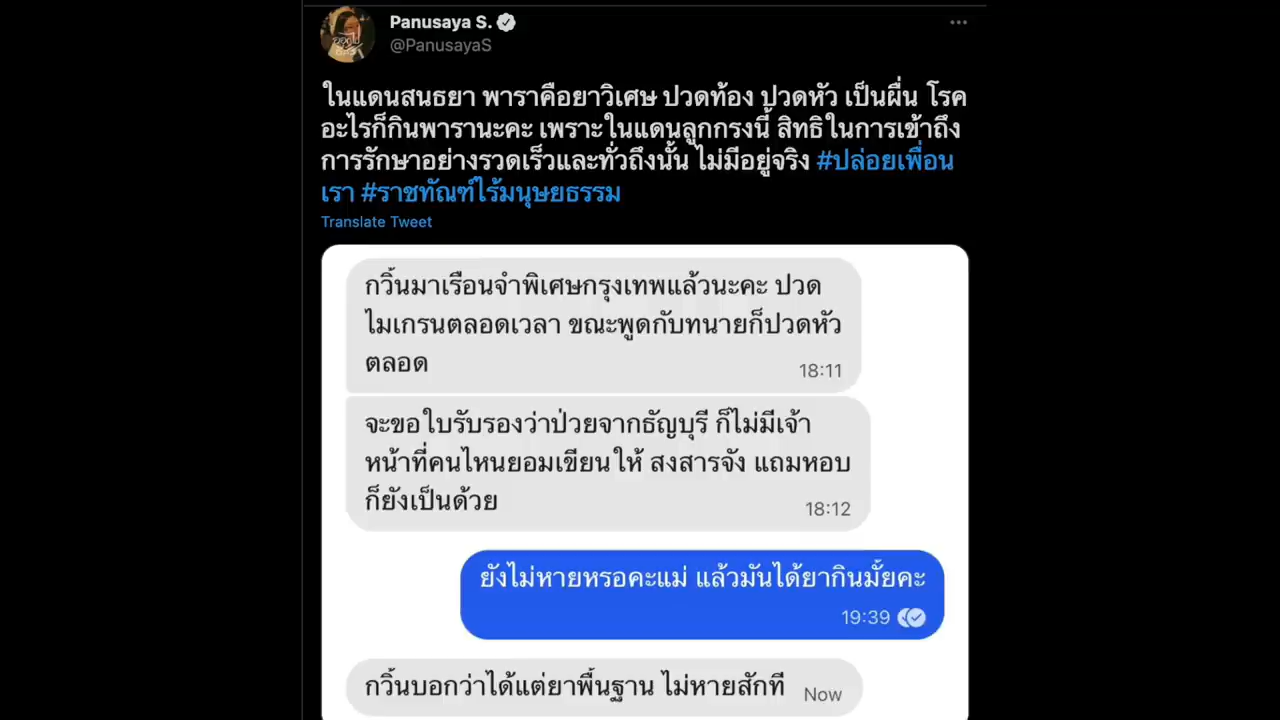 Panusaya S.
@PanusayaS
ในแดนสนธยา พาราคือยาวิเศษ ปวดท้อง ปวดหัว เป็นผื่น โรค
อะไรก็กินพารานะคะ เพราะในแดนลูกกรงนี้ สิทธิในการเข้าถึง
การรักษาอย่างรวดเร็วและทั่วถึงนั้น ไม่มีอยู่จริง #ปล่อยเพื่อน
เรา #ราชทัณฑ์ไร้มนุษยธรรม
Translate Tweet
กวิ้นมาเรือนจำพิเศษกรุงเทพแล้วนะคะ ปวด
ไมเกรนตลอดเวลา ขณะพูดกับทนายก็ปวดหัว
ตลอด
18:11
จะขอใบรับรองว่าป่วยจากธัญบุรี ก็ไม่มีเจ้า
หน้าที่คนไหนยอมเขียนให้ สงสารจัง แถมหอบ
ก็ยังเป็นด้วย
18:12
ยังไม่หายหรอคะแม่ แล้วมันได้ยากินมั้ยคะ
19:39
กวิ้นบอกว่าได้แต่ยาพื้นฐาน ไม่หายสักที
Now